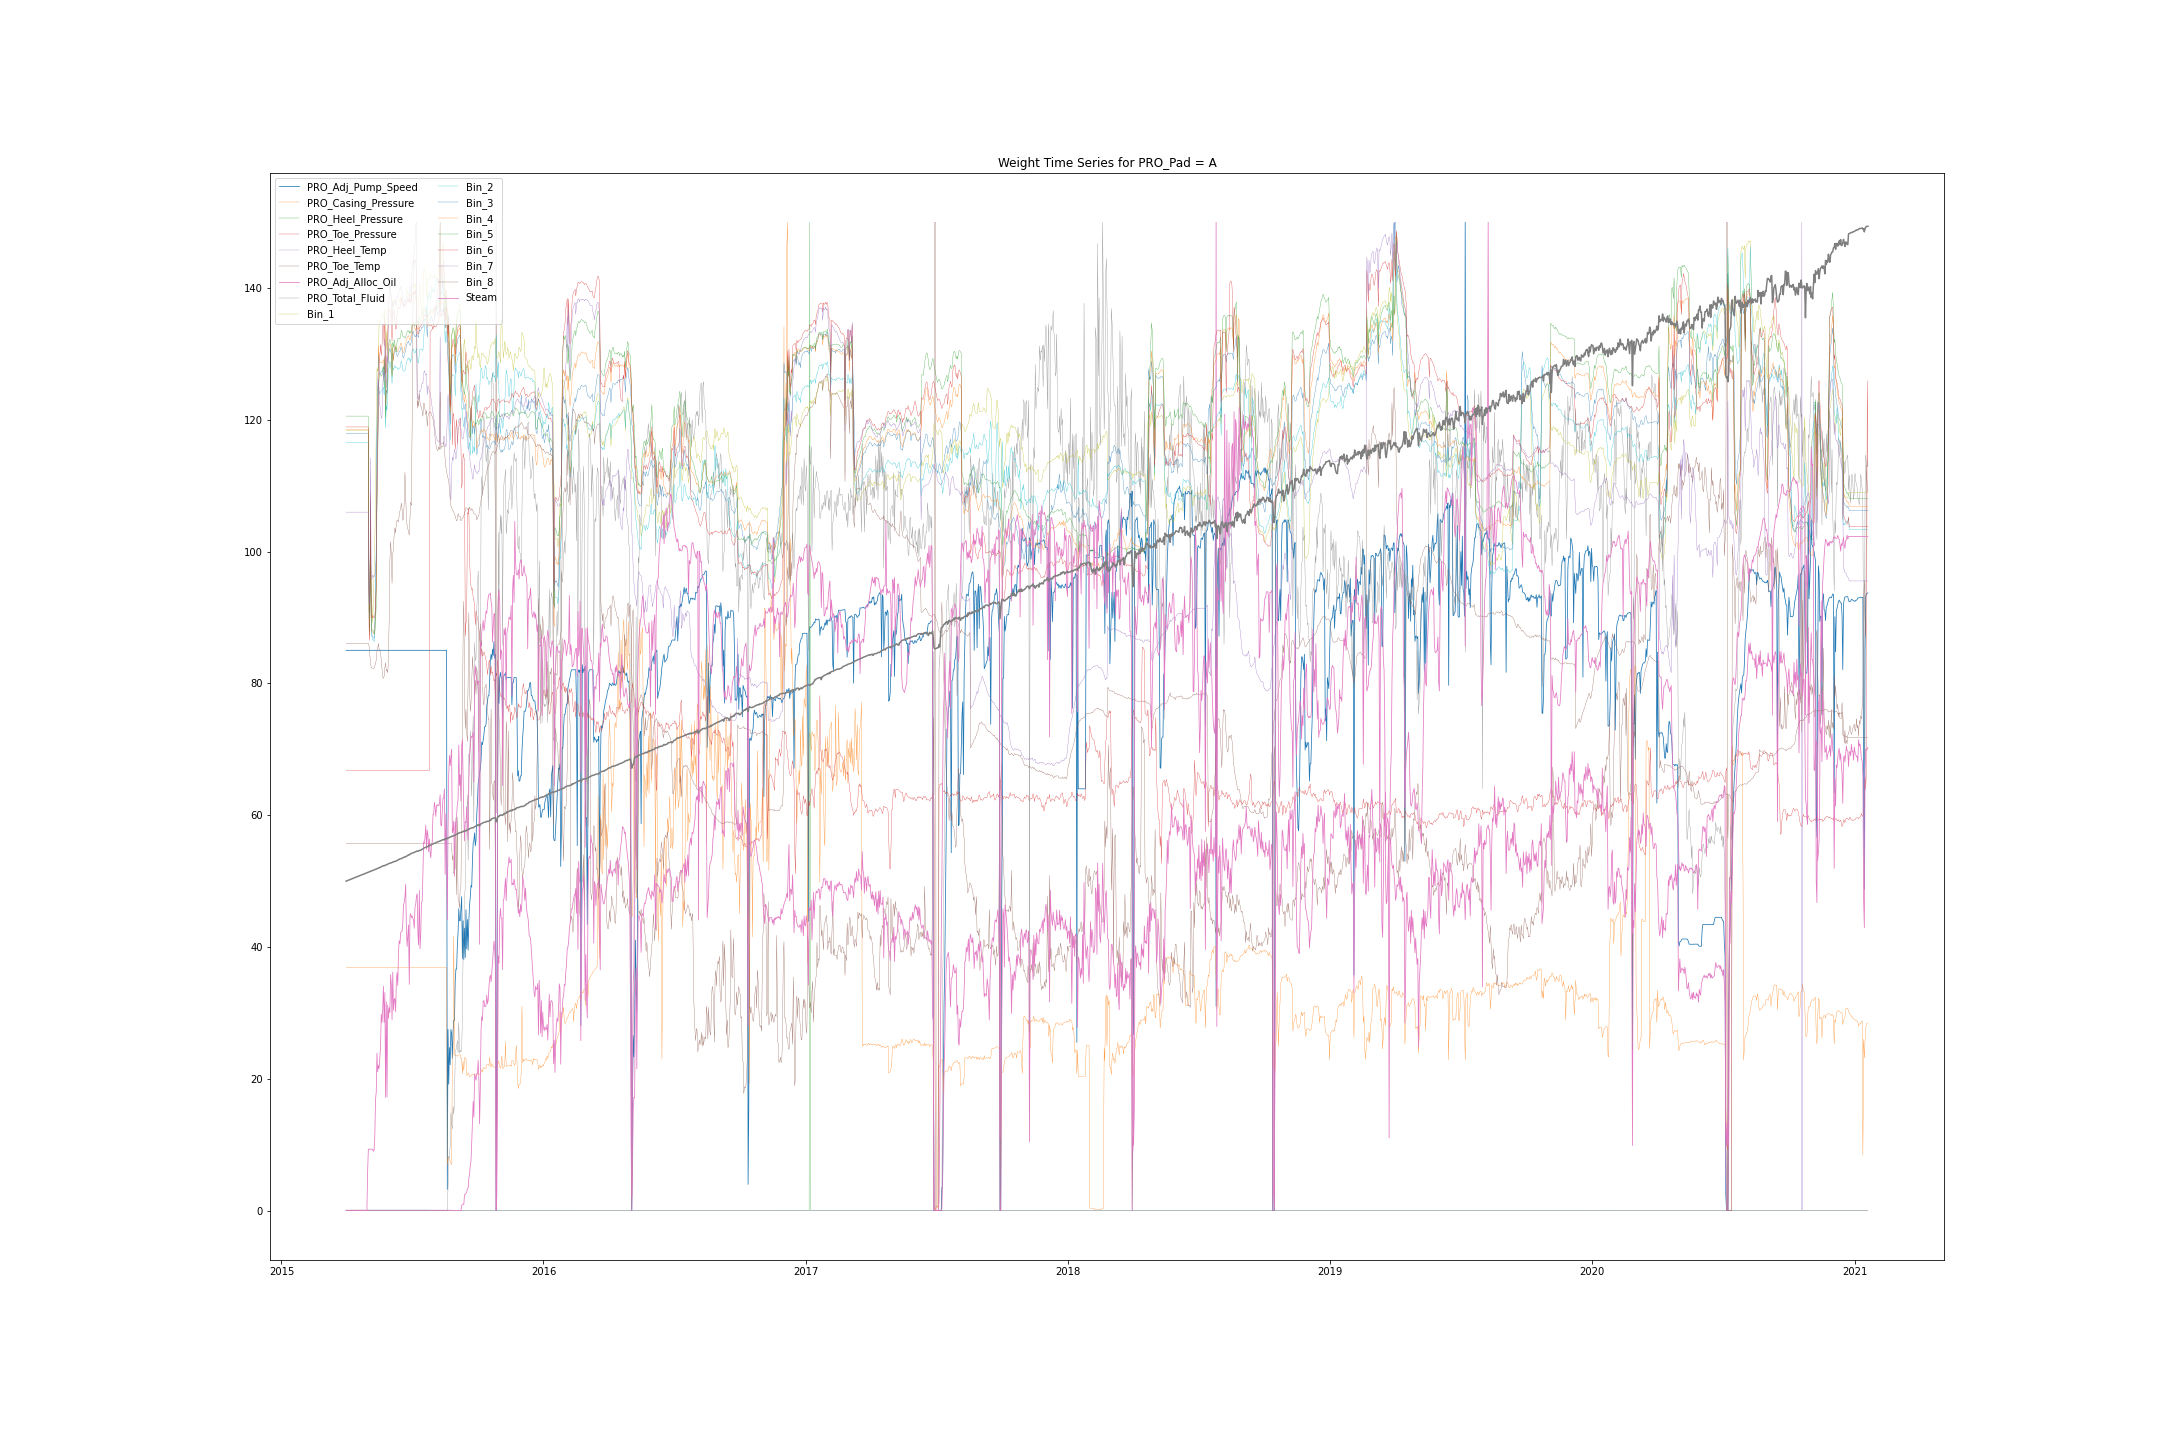 Weight Time Series for PRO_Pad = A
PRO_Adj_Pump_Speed
PRO_Casing_Pressure
PRO_Heel_Pressure
PRO_Toe_Pressure
PRO_Heel_Temp
PRO_Toe_Temp
PRO_Adj_Alloc_Oil
PRO_Total_Fluid
Bin_1
Bin_2
Bin_3
Bin_4
Bin_5
Bin_6
Bin_7
Bin_8
Steam
140
120
100
80
60
40
20
0
2015 2016 2017 2018 2019 2020 2021